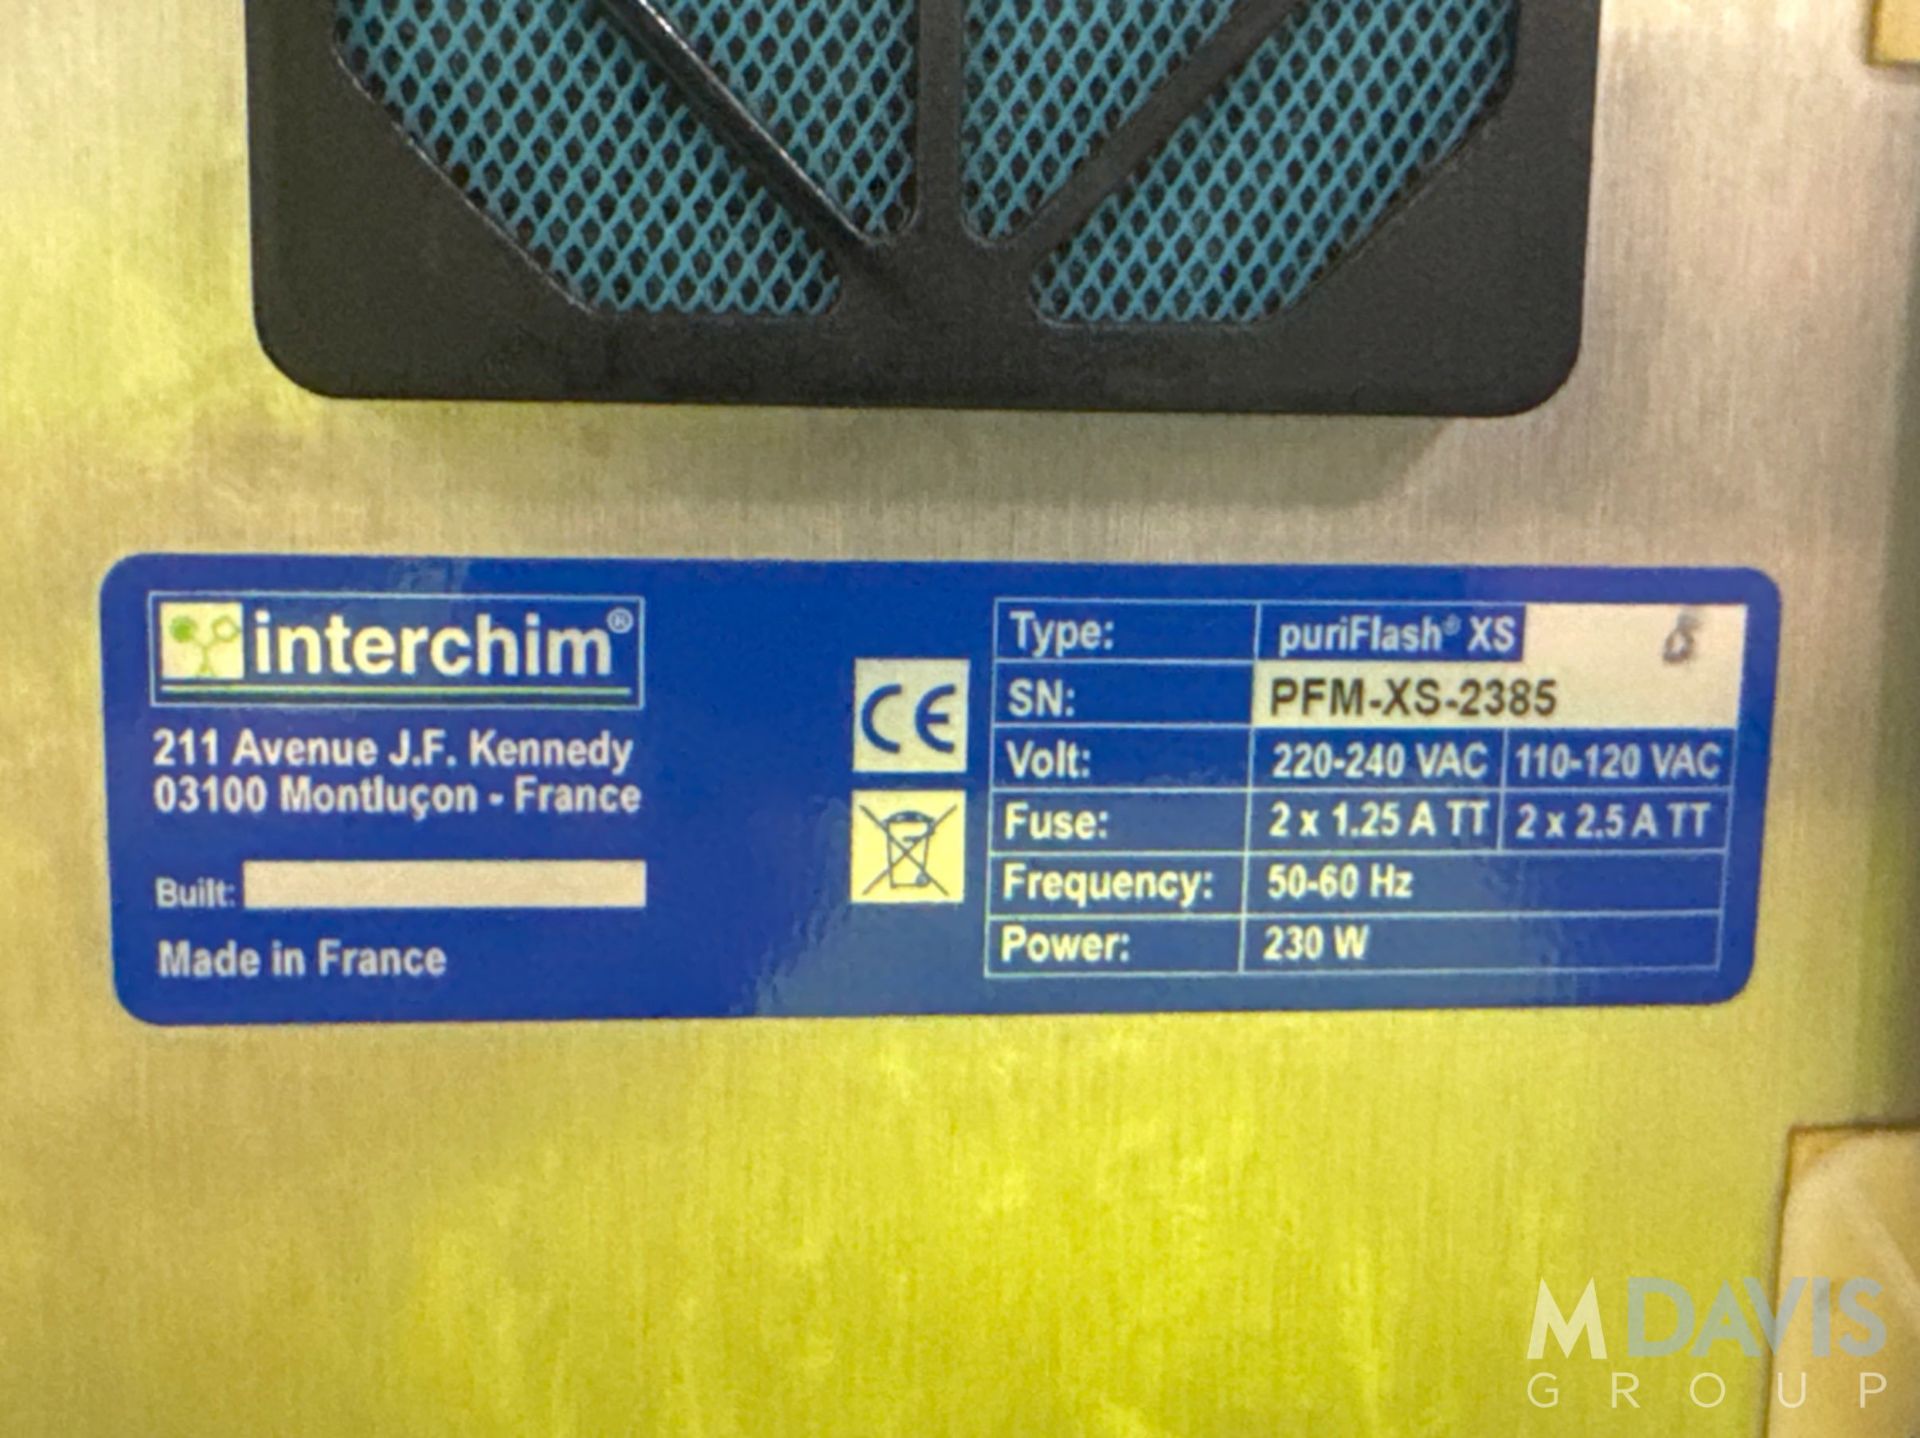 interchim®
211 Avenue J.F. Kennedy
03100 Montluçon - France
Built:
Made in France
CE
Type: puriFlash® XS
SN: PFM-XS-2385
Volt: 220-240 VAC 110-120 VAC
Fuse: 2 x 1.25 A TT 2 x 2.5 A TT
Frequency: 50-60 Hz
Power: 230 W
M DAVIS
GROUP